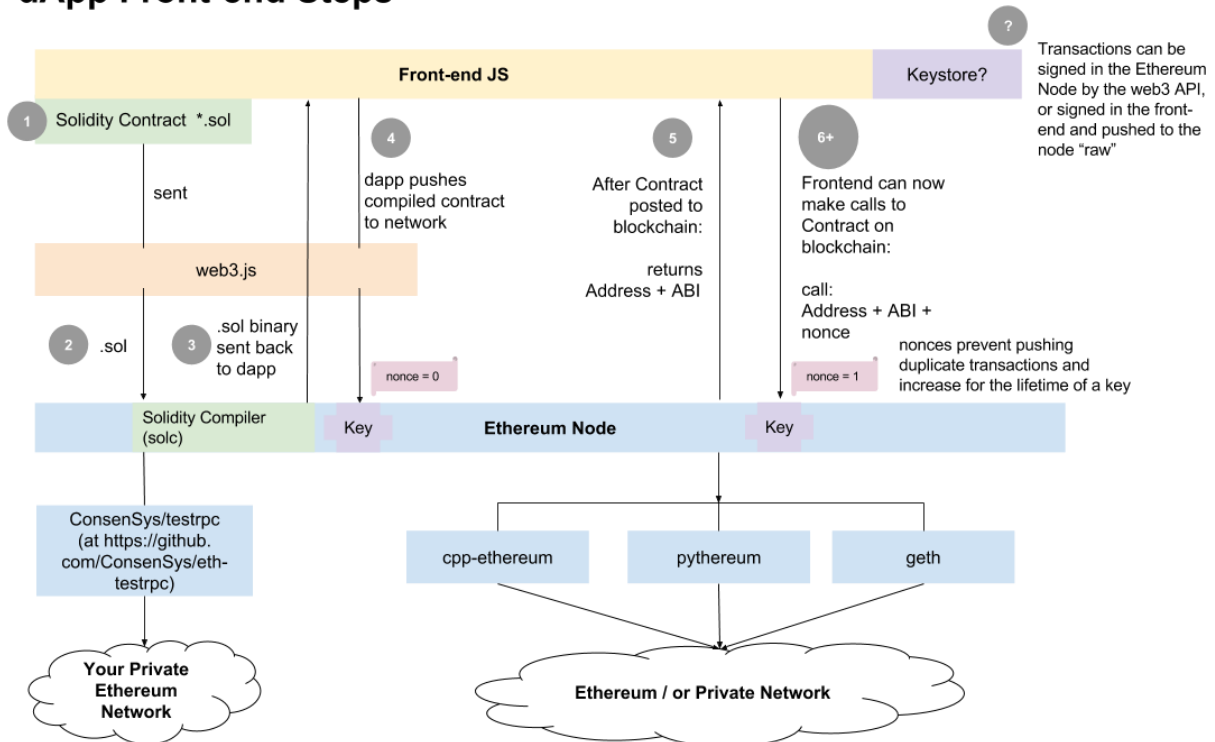 dApp Front-end Steps
?
Transactions can be
signed in the Ethereum
Node by the web3 API,
or signed in the front-
end and pushed to the
node “raw”
Front-end JS
Keystore?
1
Solidity Contract *.sol
sent
4
dapp pushes
compiled contract
to network
5
After Contract
posted to
blockchain:
returns
Address + ABI
6+
Frontend can now
make calls to
Contract on
blockchain:
call:
Address + ABI +
nonce
web3.js
2
.sol
3
.sol binary
sent back
to dapp
nonce = 0
nonce = 1
nonces prevent pushing
duplicate transactions and
increase for the lifetime of a key
Solidity Compiler
(solc)
Key
Ethereum Node
Key
ConsenSys/testrpc
(at https://github.
com/ConsenSys/eth-
testrpc)
cpp-ethereum
pythereum
geth
Your Private
Ethereum
Network
Ethereum / or Private Network